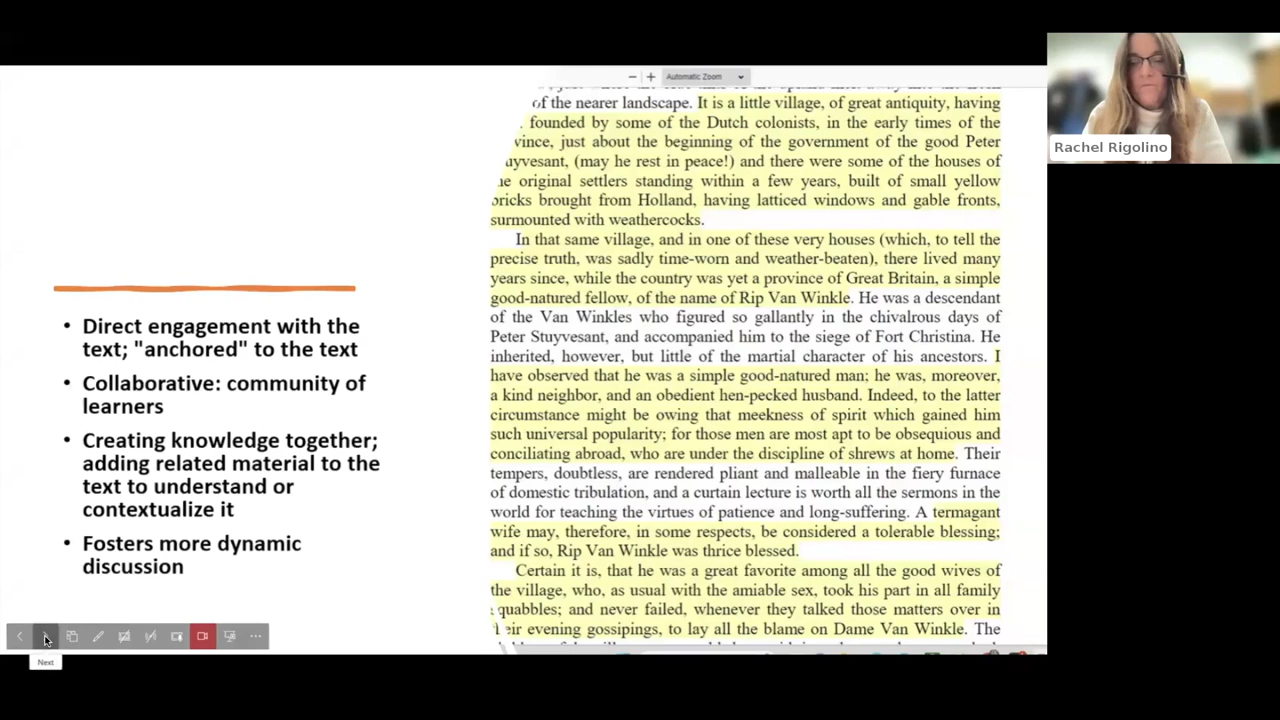 Automatic Zoom
of the nearer landscape. It is a little village, of great antiquity, having
founded by some of the Dutch colonists, in the early times of the
vince, just about the beginning of the government of the good Peter
uyvesant, (may he rest in peace!) and there were some of the houses of
original settlers standing within a few years, built of small yellow
bricks brought from Holland, having latticed windows and gable fronts,
surmounted with weathercocks.
In that same village, and in one of these very houses (which, to tell the
precise truth, was sadly time-worn and weather-beaten), there lived many
years since, while the country was yet a province of Great Britain, a simple
good-natured fellow, of the name of Rip Van Winkle. He was a descendant
of the Van Winkles who figured so gallantly in the chivalrous days of
Peter Stuyvesant, and accompanied him to the siege of Fort Christina. He
inherited, however, but little of the martial character of his ancestors. I
have observed that he was a simple good-natured man; he was, moreover,
a kind neighbor, and an obedient hen-pecked husband. Indeed, to the latter
circumstance might be owing that meekness of spirit which gained him
such universal popularity; for those men are most apt to be obsequious and
conciliating abroad, who are under the discipline of shrews at home. Their
tempers, doubtless, are rendered pliant and malleable in the fiery furnace
of domestic tribulation, and a curtain lecture is worth all the sermons in the
world for teaching the virtues of patience and long-suffering. A termagant
wife may, therefore, in some respects, be considered a tolerable blessing;
and if so, Rip Van Winkle was thrice blessed.
Certain it is, that he was a great favorite among all the good wives of
the village, who, as usual with the amiable sex, took his part in all family
squabbles; and never failed, whenever they talked those matters over in
their evening gossipings, to lay all the blame on Dame Van Winkle. The
• Direct engagement with the
text; "anchored" to the text
• Collaborative: community of
learners
• Creating knowledge together;
adding related material to the
text to understand or
contextualize it
• Fosters more dynamic
discussion
Next
Rachel Rigolino